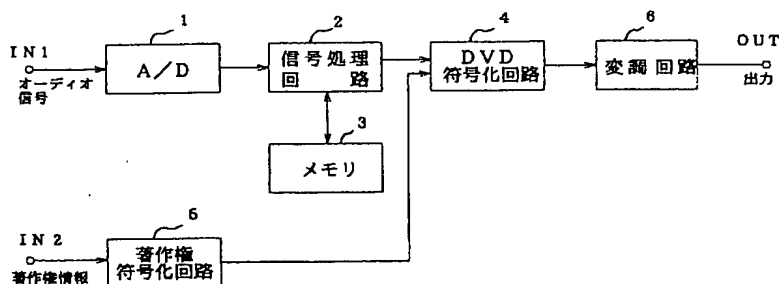 1
2
4
6
IN1
A/D
信号処理
回　路
DVD
符号化回路
変調回路
OUT
オーディオ
信号
出力
3
メモリ
5
IN2
著作権
符号化回路
著作権情報